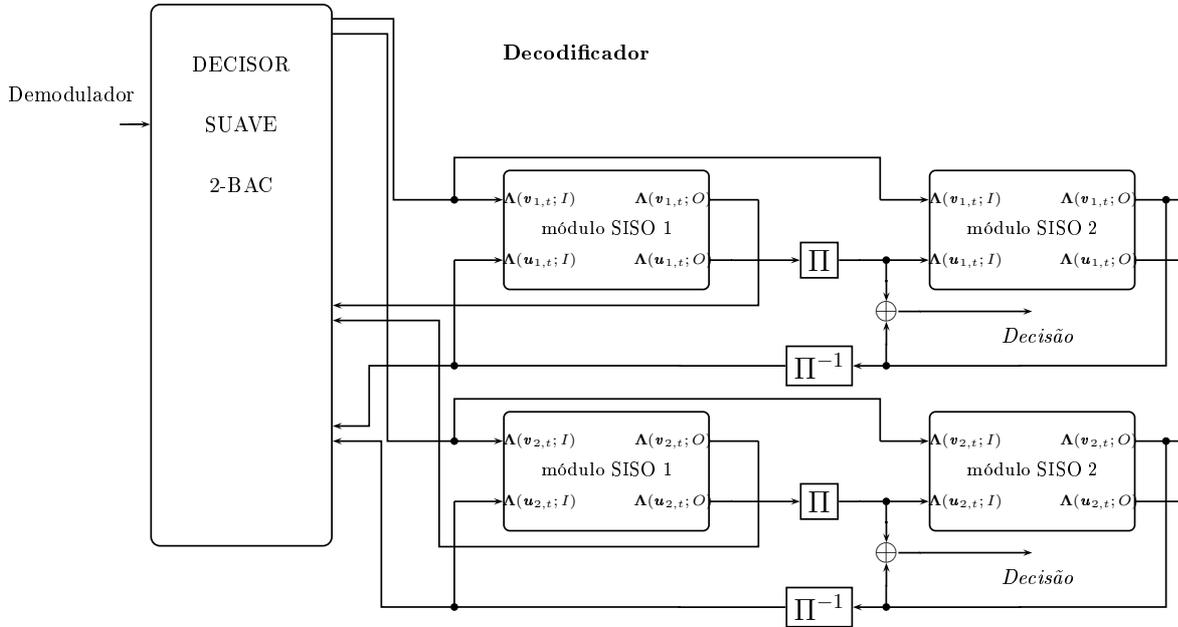 Decodificador
Demodulador
DECISOR
SUAVE
2-BAC
Λ(v₁,ₜ; I) Λ(v₁,ₜ; O)
módulo SISO 1
Λ(u₁,ₜ; I) Λ(u₁,ₜ; O)
∏
Λ(v₁,ₜ; I) Λ(v₁,ₜ; O)
módulo SISO 2
Λ(u₁,ₜ; I) Λ(u₁,ₜ; O)
Decisão
∏⁻¹
Λ(v₂,ₜ; I) Λ(v₂,ₜ; O)
módulo SISO 1
Λ(u₂,ₜ; I) Λ(u₂,ₜ; O)
∏
Λ(v₂,ₜ; I) Λ(v₂,ₜ; O)
módulo SISO 2
Λ(u₂,ₜ; I) Λ(u₂,ₜ; O)
Decisão
∏⁻¹